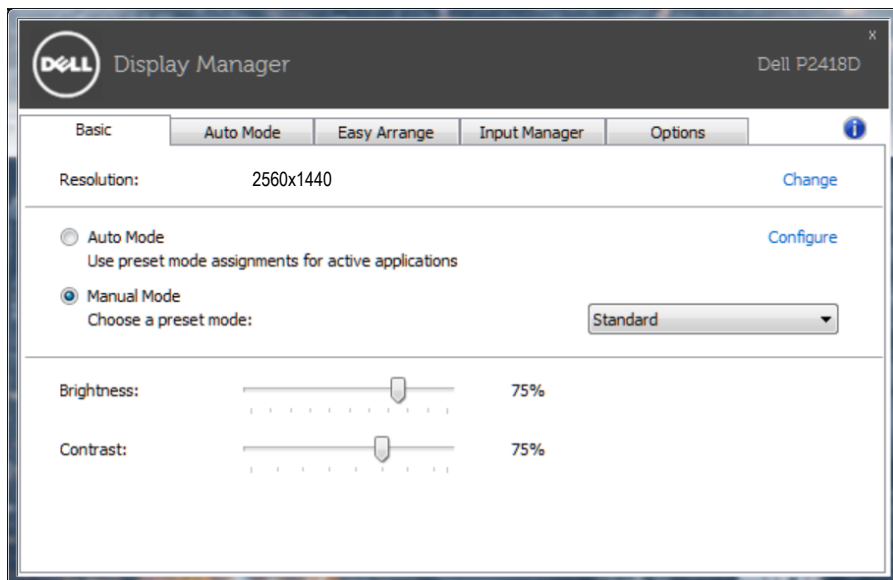 x
DELL Display Manager Dell P2418D
Basic Auto Mode Easy Arrange Input Manager Options i
Resolution: 2560x1440 Change
Auto Mode Configure
Use preset mode assignments for active applications
Manual Mode
Choose a preset mode: Standard
Brightness: 75%
Contrast: 75%